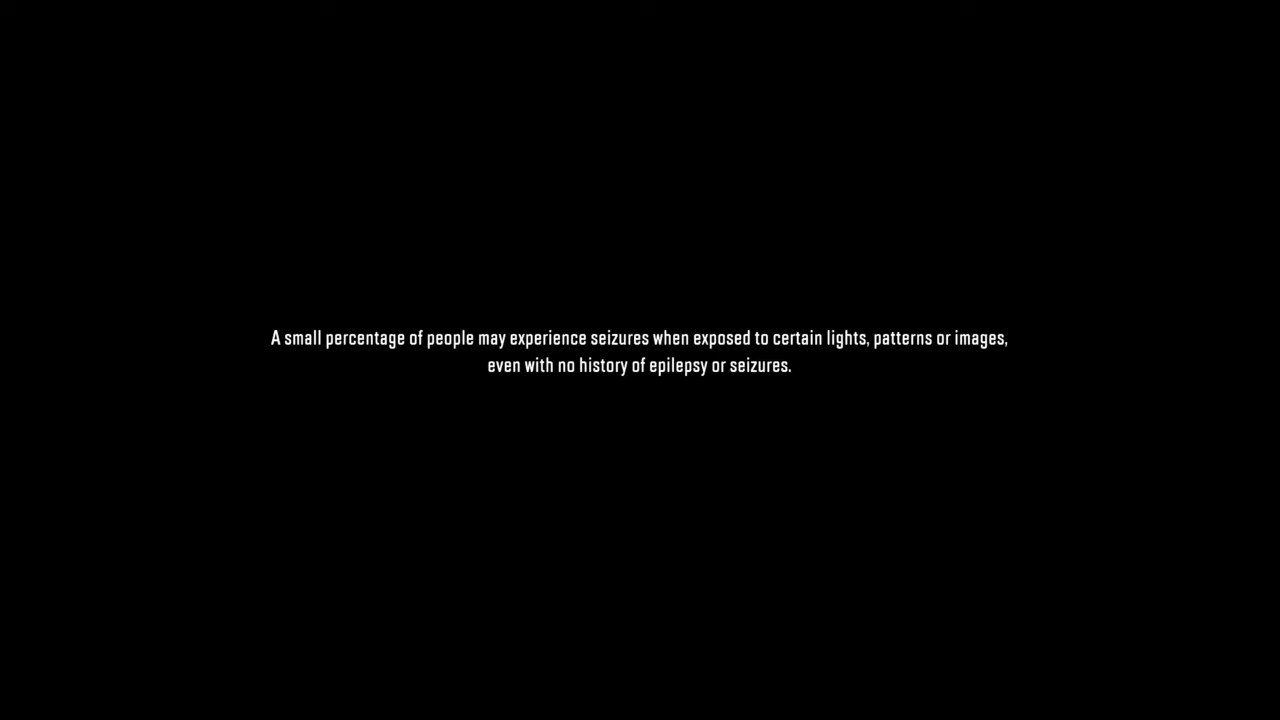 A small percentage of people may experience seizures when exposed to certain lights, patterns or images,
even with no history of epilepsy or seizures.